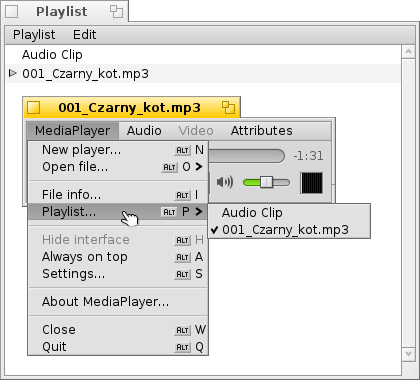 Playlist
Playlist Edit
Audio Clip
001_Czarny_kot.mp3
001_Czarny_kot.mp3
MediaPlayer Audio Video Attributes
New player... ALT N
Open file... ALT O
-1:31
File info... ALT I
Playlist... ALT P
Audio Clip
001_Czarny_kot.mp3
Hide interface ALT H
Always on top ALT A
Settings... ALT S
About MediaPlayer...
Close ALT W
Quit ALT Q